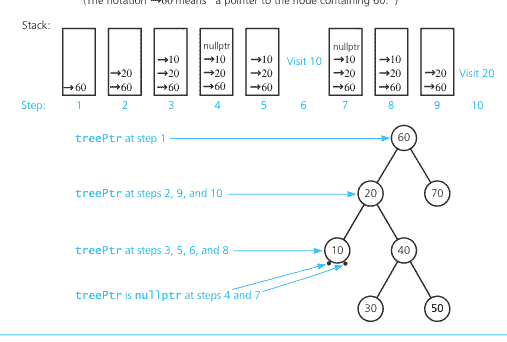 (The notation →60 means "a pointer to the node containing 60.")
Stack:
→60
→20
→60
→10
→20
→60
nullptr
→10
→20
→60
→10
→20
→60
Visit 10
nullptr
→10
→20
→60
→10
→20
→60
→20
→60
Visit 20
Step: 1 2 3 4 5 6 7 8 9 10
treePtr at step 1
60
treePtr at steps 2, 9, and 10
20
70
treePtr at steps 3, 5, 6, and 8
10
40
treePtr is nullptr at steps 4 and 7
30
50